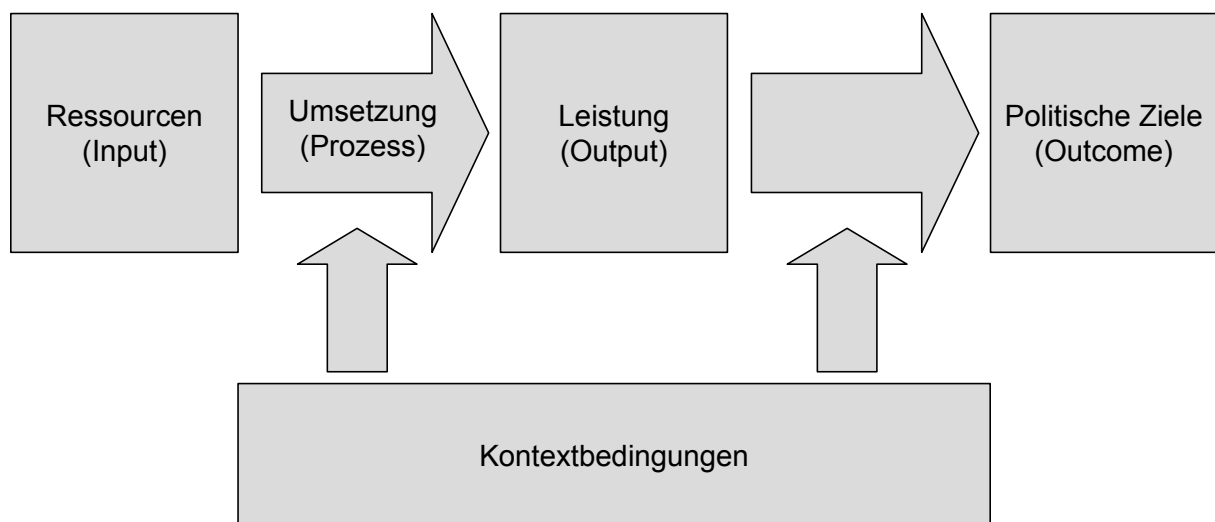 Ressourcen
(Input)
Umsetzung
(Prozess)
Leistung
(Output)
Politische Ziele
(Outcome)
Kontextbedingungen